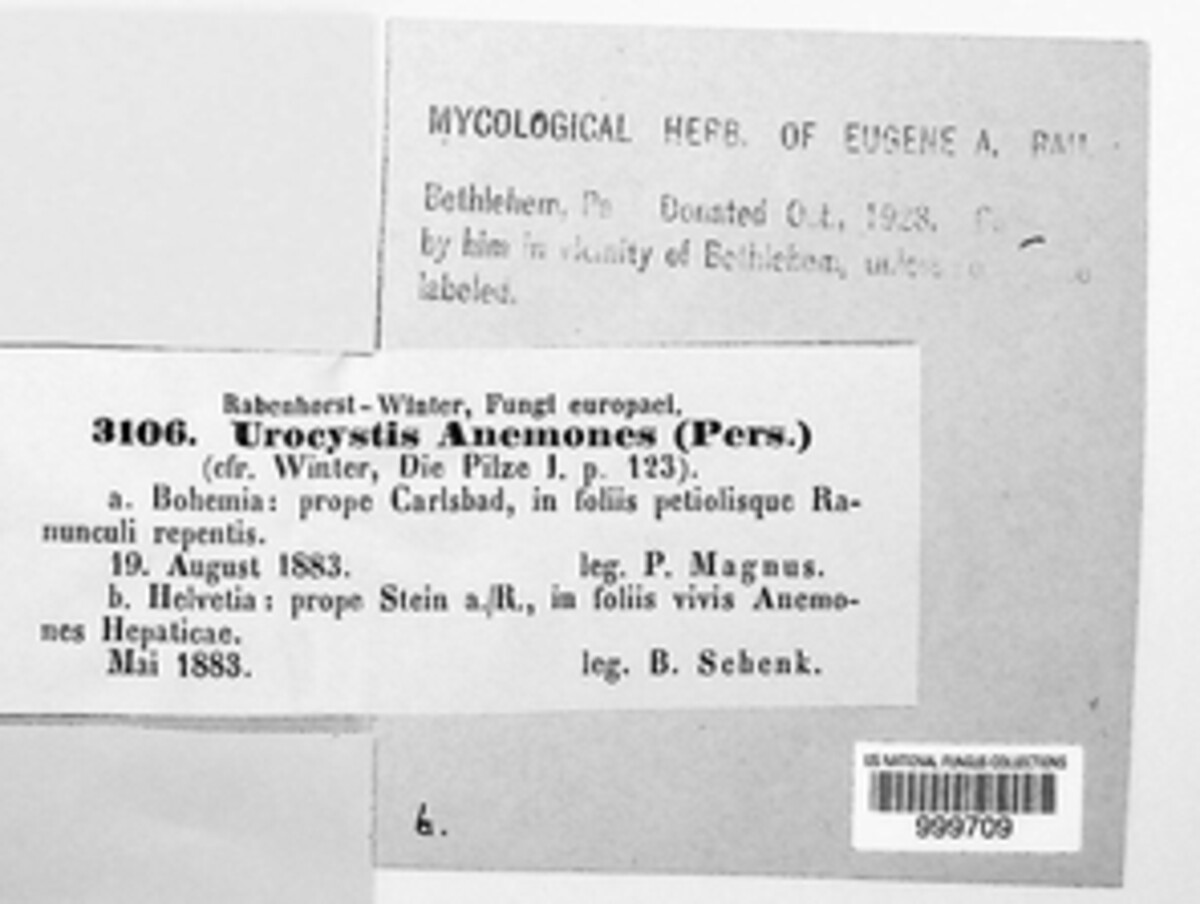 MYCOLOGICAL HERB. OF EUGENE A. RAU.
Bethlehem, Pa. Donated Oct., 1928.
by him in vicinity of Bethlehem, unless
labeled.
Rabenhorst-Winter, Fungi europaei.
3106. Urocystis Anemones (Pers.)
(cfr. Winter, Die Pilze I. p. 123).
a. Bohemia: prope Carlsbad, in foliis petiolisque Ra-
nunculi repentis.
19. August 1883. leg. P. Magnus.
b. Helvetia: prope Stein a./R., in foliis vivis Anemo-
nes Hepaticae.
Mai 1883. leg. B. Schenk.
US NATIONAL FUNGUS COLLECTIONS
999709
b.